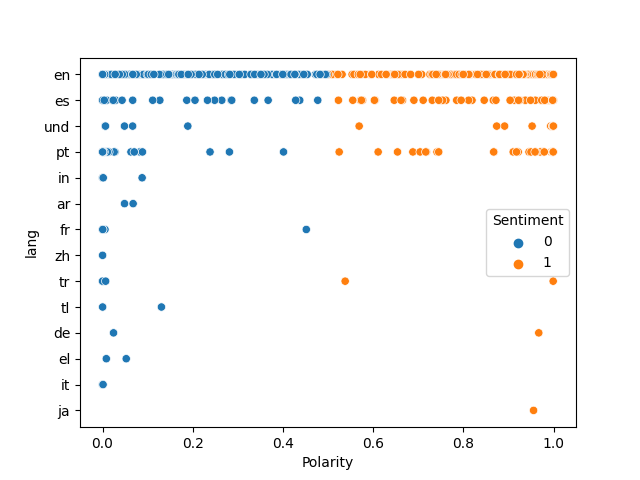 en
es
und
pt
in
ar
fr
zh
tr
tl
de
el
it
ja
lang
Sentiment
0
1
0.0 0.2 0.4 0.6 0.8 1.0
Polarity